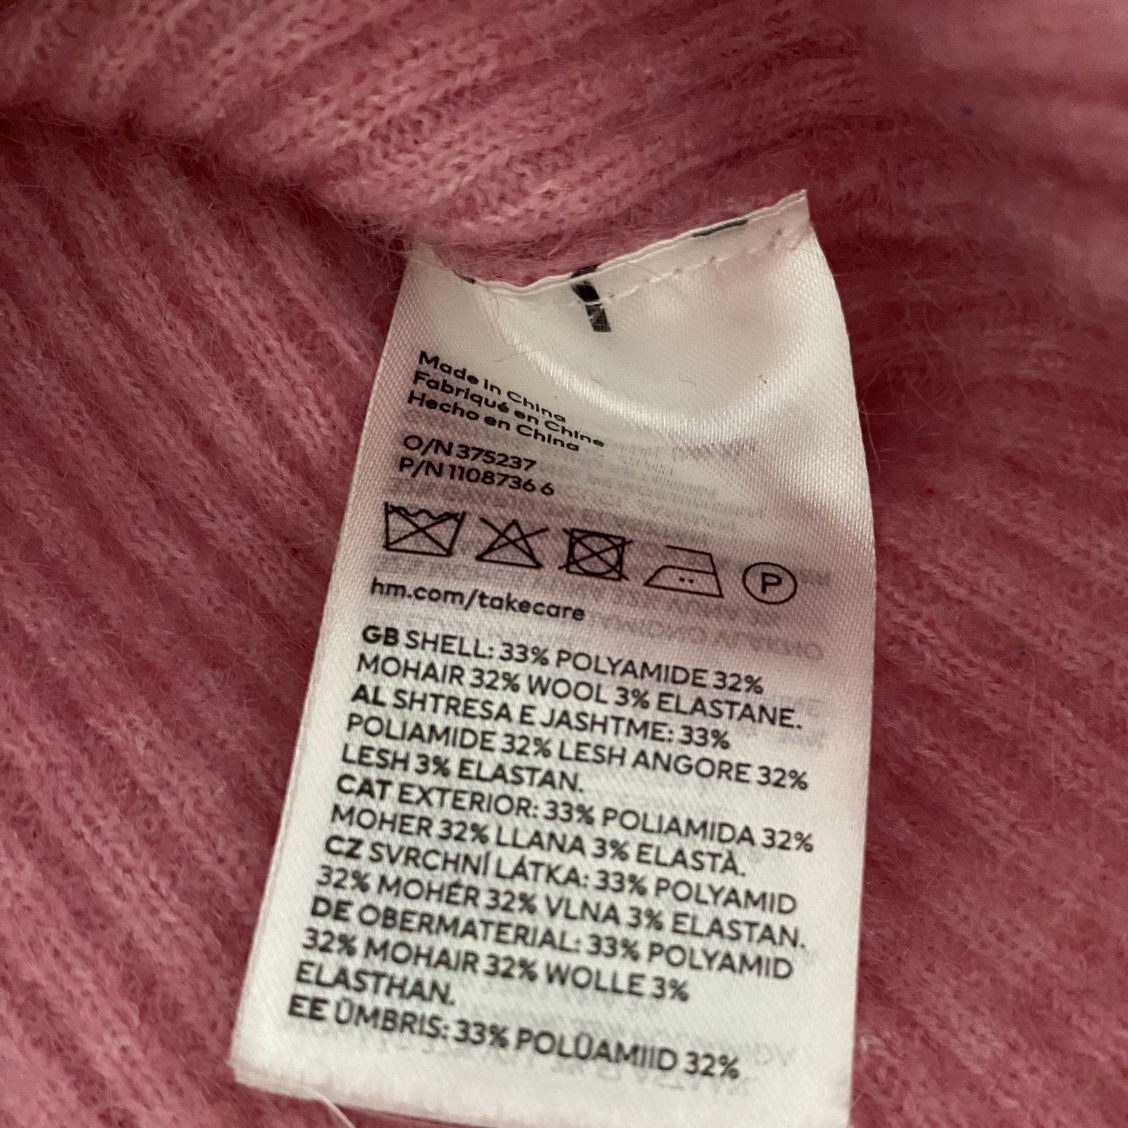 Made in China
Fabriqué en Chine
Hecho en China
O/N 375237
P/N 1108736 6
P
hm.com/takecare
GB SHELL: 33% POLYAMIDE 32%
MOHAIR 32% WOOL 3% ELASTANE.
AL SHTRESA E JASHTME: 33%
POLIAMIDE 32% LESH ANGORE 32%
LESH 3% ELASTAN.
CAT EXTERIOR: 33% POLIAMIDA 32%
MOHER 32% LLANA 3% ELASTÀ.
CZ SVRCHNÍ LÁTKA: 33% POLYAMID
32% MOHÉR 32% VLNA 3% ELASTAN.
DE OBERMATERIAL: 33% POLYAMID
32% MOHAIR 32% WOLLE 3%
ELASTHAN.
EE ÜMBRIS: 33% POLÜAMIID 32%